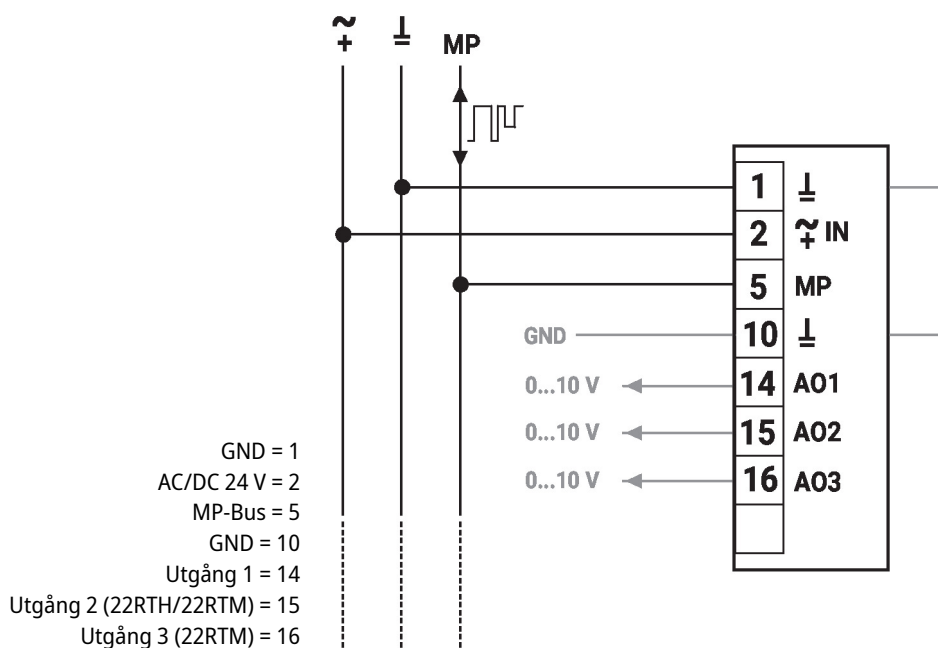 ~
+ ⊥ MP
1 ⊥
2 ~
+ IN
5 MP
GND 10 ⊥
0...10 V 14 AO1
0...10 V 15 AO2
0...10 V 16 AO3
GND = 1
AC/DC 24 V = 2
MP-Bus = 5
GND = 10
Utgång 1 = 14
Utgång 2 (22RTH/22RTM) = 15
Utgång 3 (22RTM) = 16